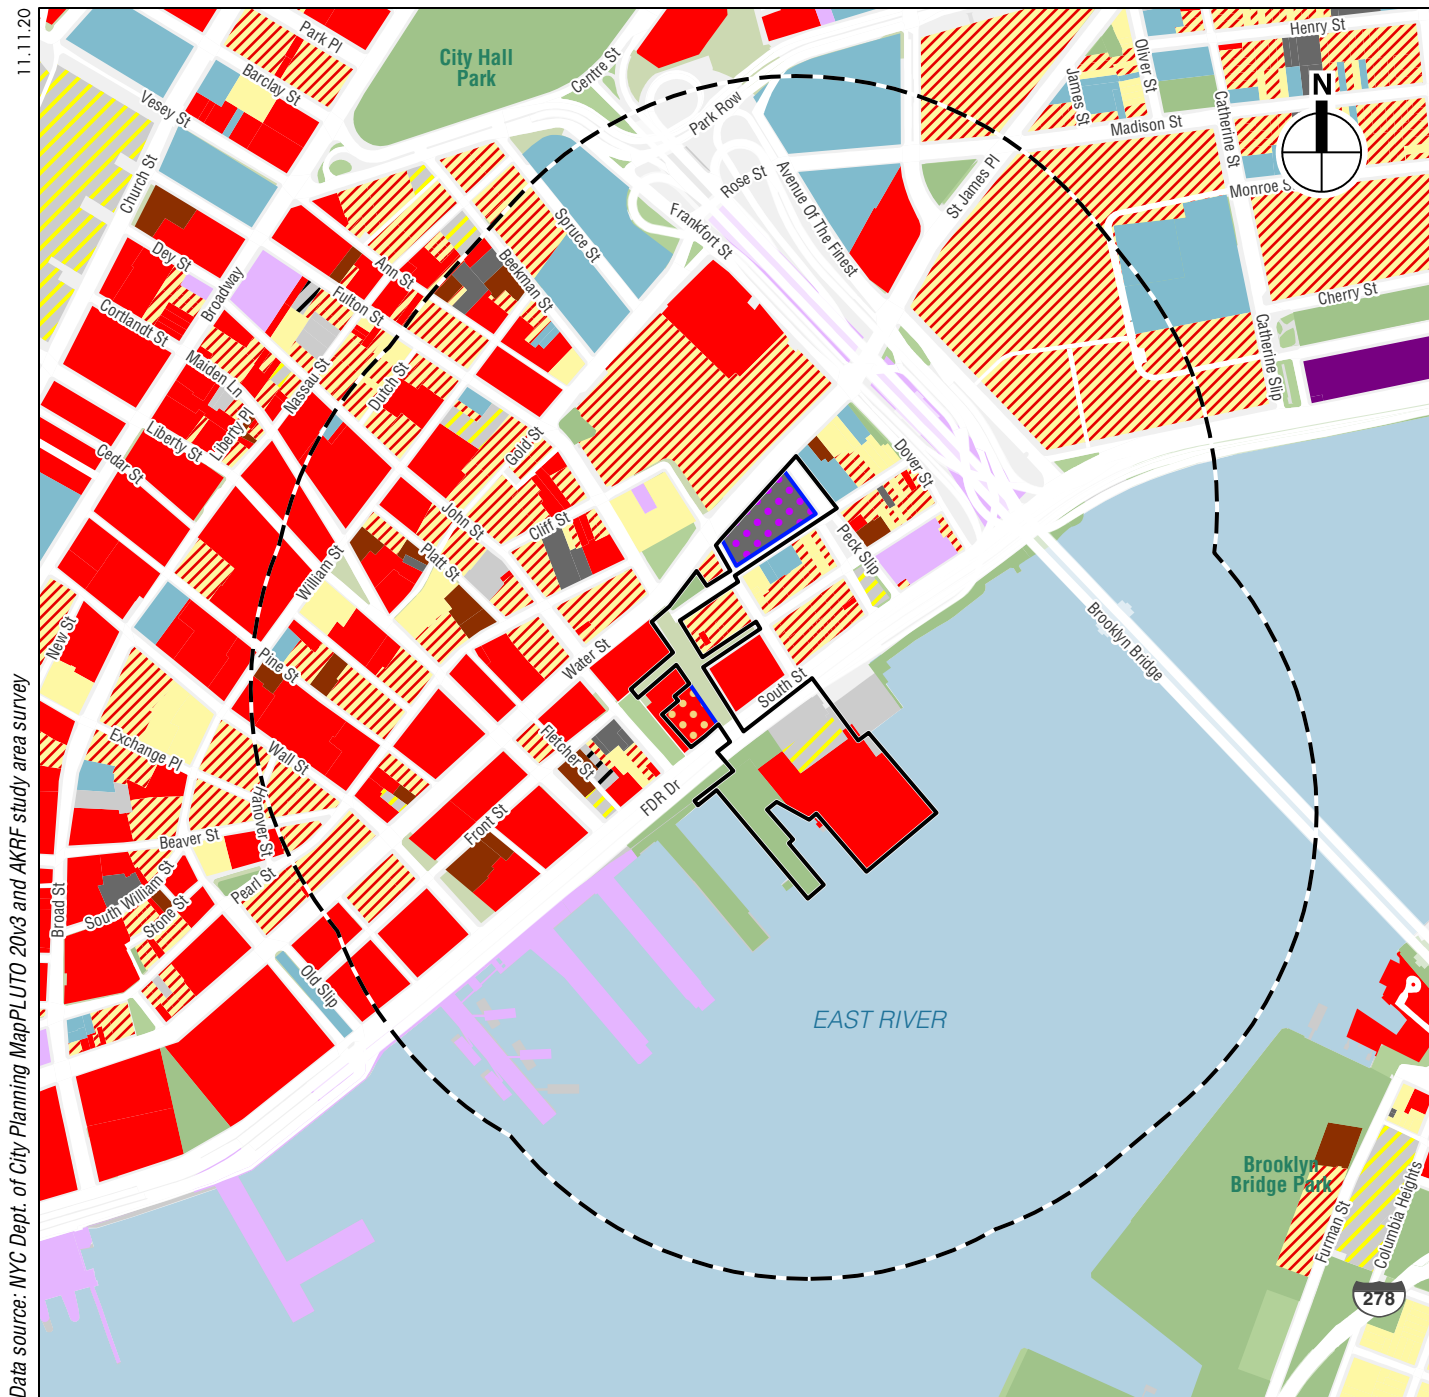 11.11.20
Data source: NYC Dept. of City Planning MapPLUTO 20v3 and AKRF study area survey
Park Pl
City Hall
Park
Centre St
Barclay St
Vesey St
Park Row
Oliver St
Henry St
James St
N
Catherine St
Madison St
Church St
Rose St
Avenue Of The Finest
St James Pl
Monroe S
Spruce St
Frankfort St
Dey St
Ann St
Beekman St
Broadway
Fulton St
Cherry St
Cortlandt St
Maiden Ln
Nassau St
Dutch St
Catherine Slip
Liberty Pl
Liberty St
Gold St
Dover St
Cedar St
John St
Cliff St
Peck Slip
Platt St
William St
Brooklyn Bridge
New St
Pine St
Water St
South St
Exchange Pl
Wall St
Fletcher St
Hanover St
FDR Dr
Front St
Beaver St
Pearl St
South William St
Broad St
Stone St
Old Slip
EAST RIVER
Brooklyn
Bridge Park
Furman St
Columbia Heights
278